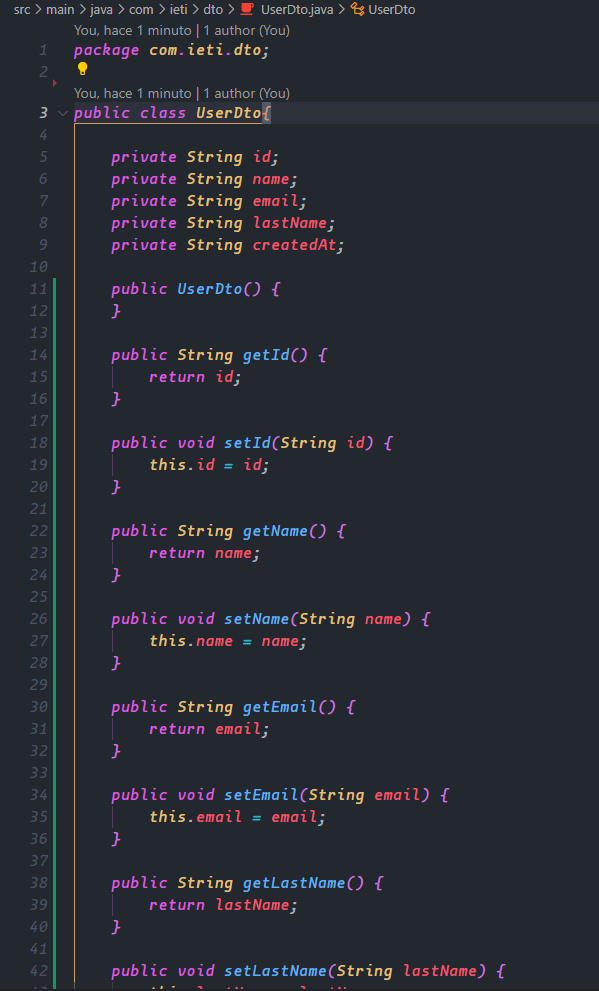 src > main > java > com > ieti > dto > UserDto.java > UserDto
You, hace 1 minuto | 1 author (You)
1 package com.ieti.dto;
2
You, hace 1 minuto | 1 author (You)
3 public class UserDto{
4
5 private String id;
6 private String name;
7 private String email;
8 private String lastName;
9 private String createdAt;
10
11 public UserDto() {
12 }
13
14 public String getId() {
15 return id;
16 }
17
18 public void setId(String id) {
19 this.id = id;
20 }
21
22 public String getName() {
23 return name;
24 }
25
26 public void setName(String name) {
27 this.name = name;
28 }
29
30 public String getEmail() {
31 return email;
32 }
33
34 public void setEmail(String email) {
35 this.email = email;
36 }
37
38 public String getLastName() {
39 return lastName;
40 }
41
42 public void setLastName(String lastName) {